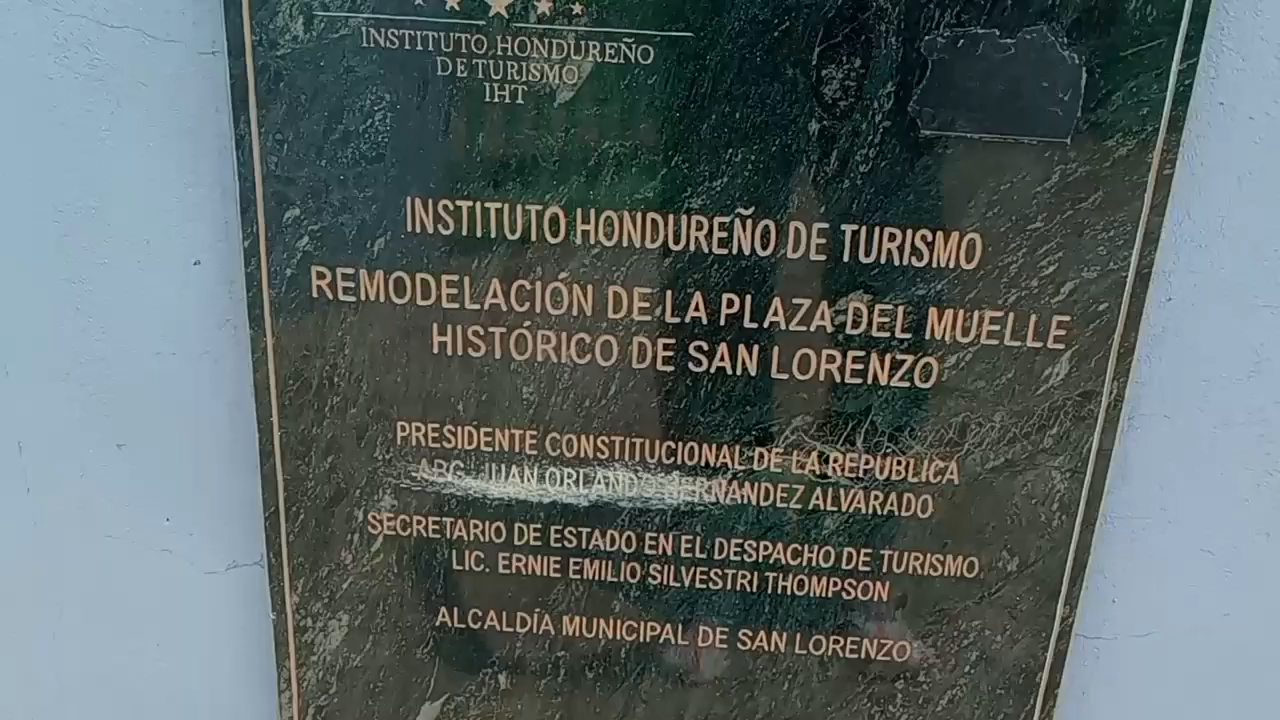 INSTITUTO HONDUREÑO
DE TURISMO
IHT
INSTITUTO HONDUREÑO DE TURISMO
REMODELACIÓN DE LA PLAZA DEL MUELLE
HISTÓRICO DE SAN LORENZO
PRESIDENTE CONSTITUCIONAL DE LA REPUBLICA
ABG. JUAN ORLANDO HERNANDEZ ALVARADO
SECRETARIO DE ESTADO EN EL DESPACHO DE TURISMO
LIC. ERNIE EMILIO SILVESTRI THOMPSON
ALCALDÍA MUNICIPAL DE SAN LORENZO